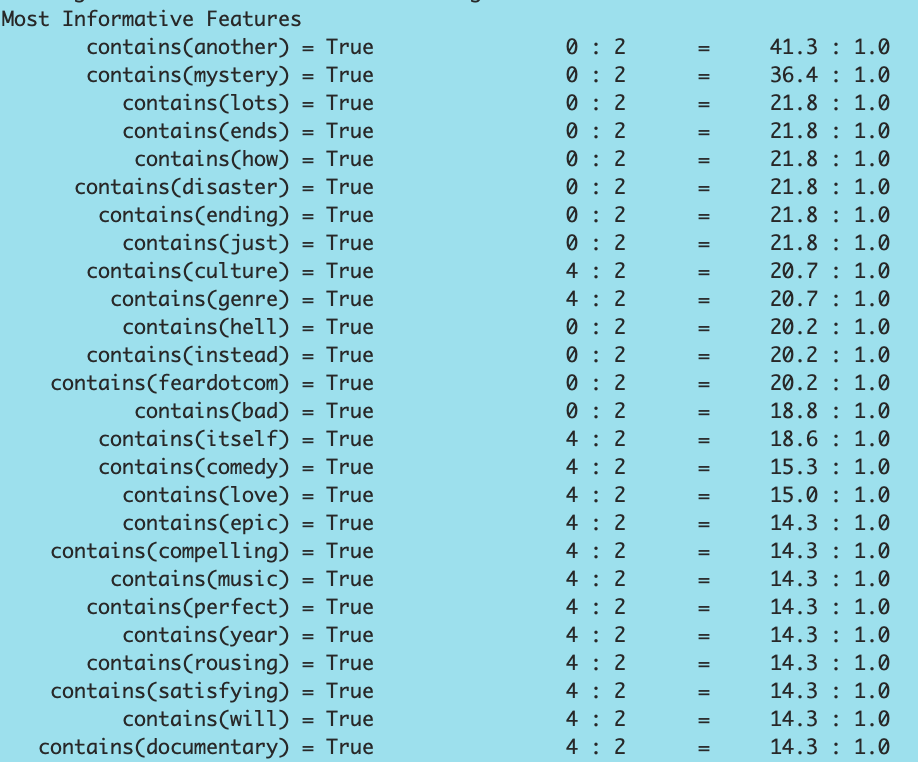 Most Informative Features
contains(another) = True 0 : 2 = 41.3 : 1.0
contains(mystery) = True 0 : 2 = 36.4 : 1.0
contains(lots) = True 0 : 2 = 21.8 : 1.0
contains(ends) = True 0 : 2 = 21.8 : 1.0
contains(how) = True 0 : 2 = 21.8 : 1.0
contains(disaster) = True 0 : 2 = 21.8 : 1.0
contains(ending) = True 0 : 2 = 21.8 : 1.0
contains(just) = True 0 : 2 = 21.8 : 1.0
contains(culture) = True 4 : 2 = 20.7 : 1.0
contains(genre) = True 4 : 2 = 20.7 : 1.0
contains(hell) = True 0 : 2 = 20.2 : 1.0
contains(instead) = True 0 : 2 = 20.2 : 1.0
contains(feardotcom) = True 0 : 2 = 20.2 : 1.0
contains(bad) = True 0 : 2 = 18.8 : 1.0
contains(itself) = True 4 : 2 = 18.6 : 1.0
contains(comedy) = True 4 : 2 = 15.3 : 1.0
contains(love) = True 4 : 2 = 15.0 : 1.0
contains(epic) = True 4 : 2 = 14.3 : 1.0
contains(compelling) = True 4 : 2 = 14.3 : 1.0
contains(music) = True 4 : 2 = 14.3 : 1.0
contains(perfect) = True 4 : 2 = 14.3 : 1.0
contains(year) = True 4 : 2 = 14.3 : 1.0
contains(rousing) = True 4 : 2 = 14.3 : 1.0
contains(satisfying) = True 4 : 2 = 14.3 : 1.0
contains(will) = True 4 : 2 = 14.3 : 1.0
contains(documentary) = True 4 : 2 = 14.3 : 1.0